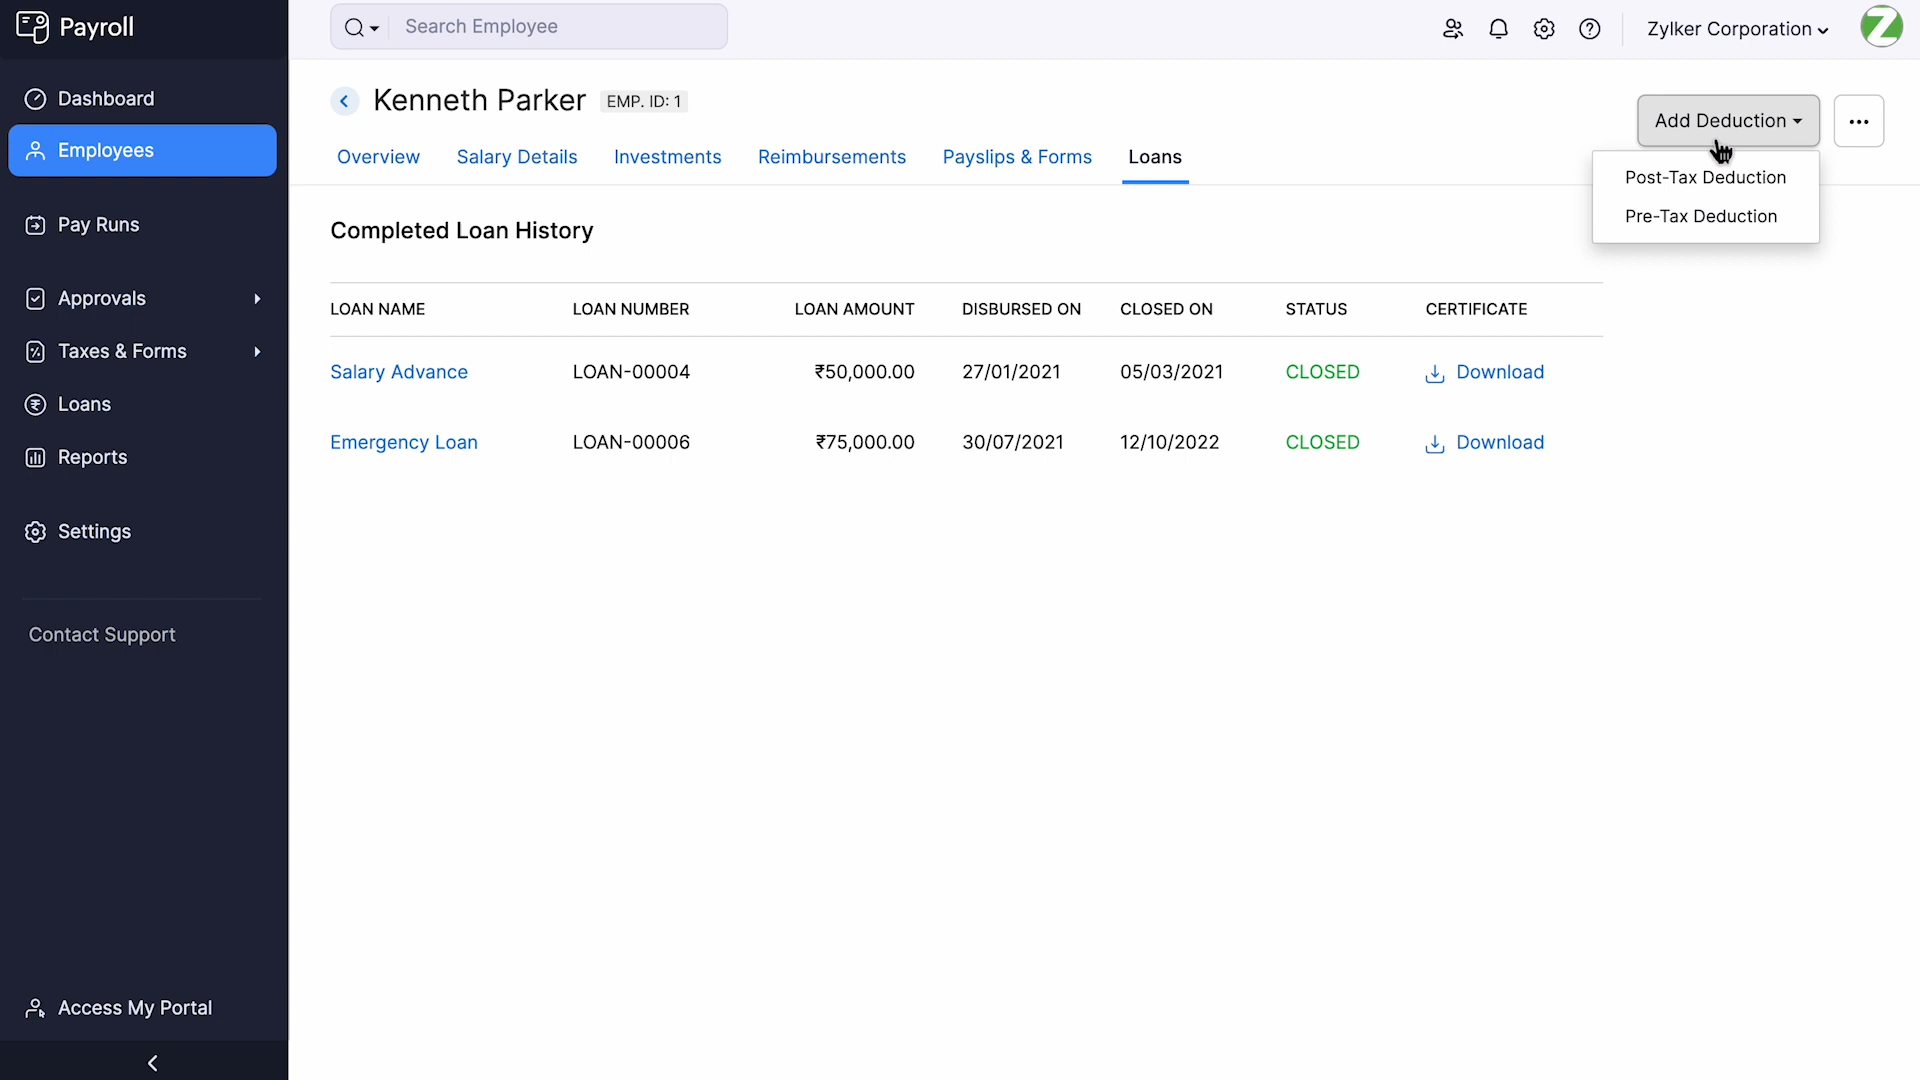 Payroll
Search Employee
Zylker Corporation
Z
Dashboard
Employees
Pay Runs
Approvals
Taxes & Forms
Loans
Reports
Settings
Contact Support
Access My Portal
Kenneth Parker EMP. ID: 1
Add Deduction
Post-Tax Deduction
Pre-Tax Deduction
Overview Salary Details Investments Reimbursements Payslips & Forms Loans
Completed Loan History
LOAN NAME LOAN NUMBER LOAN AMOUNT DISBURSED ON CLOSED ON STATUS CERTIFICATE
Salary Advance LOAN-00004 ₹50,000.00 27/01/2021 05/03/2021 CLOSED Download
Emergency Loan LOAN-00006 ₹75,000.00 30/07/2021 12/10/2022 CLOSED Download